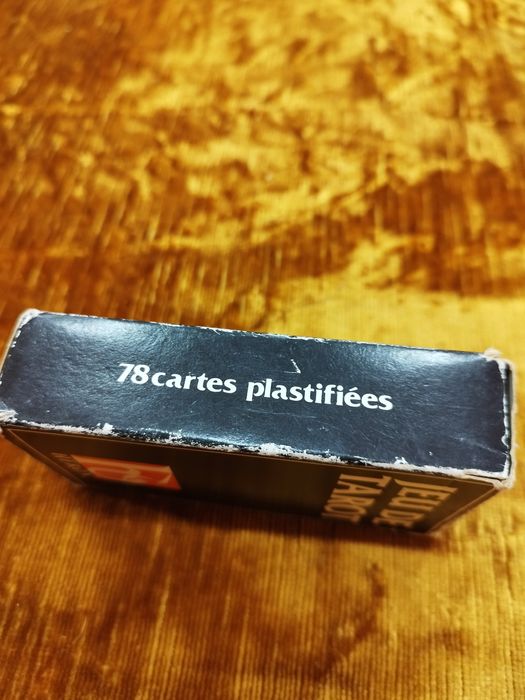 78 cartes plastifiées
JEU DE
TAROT